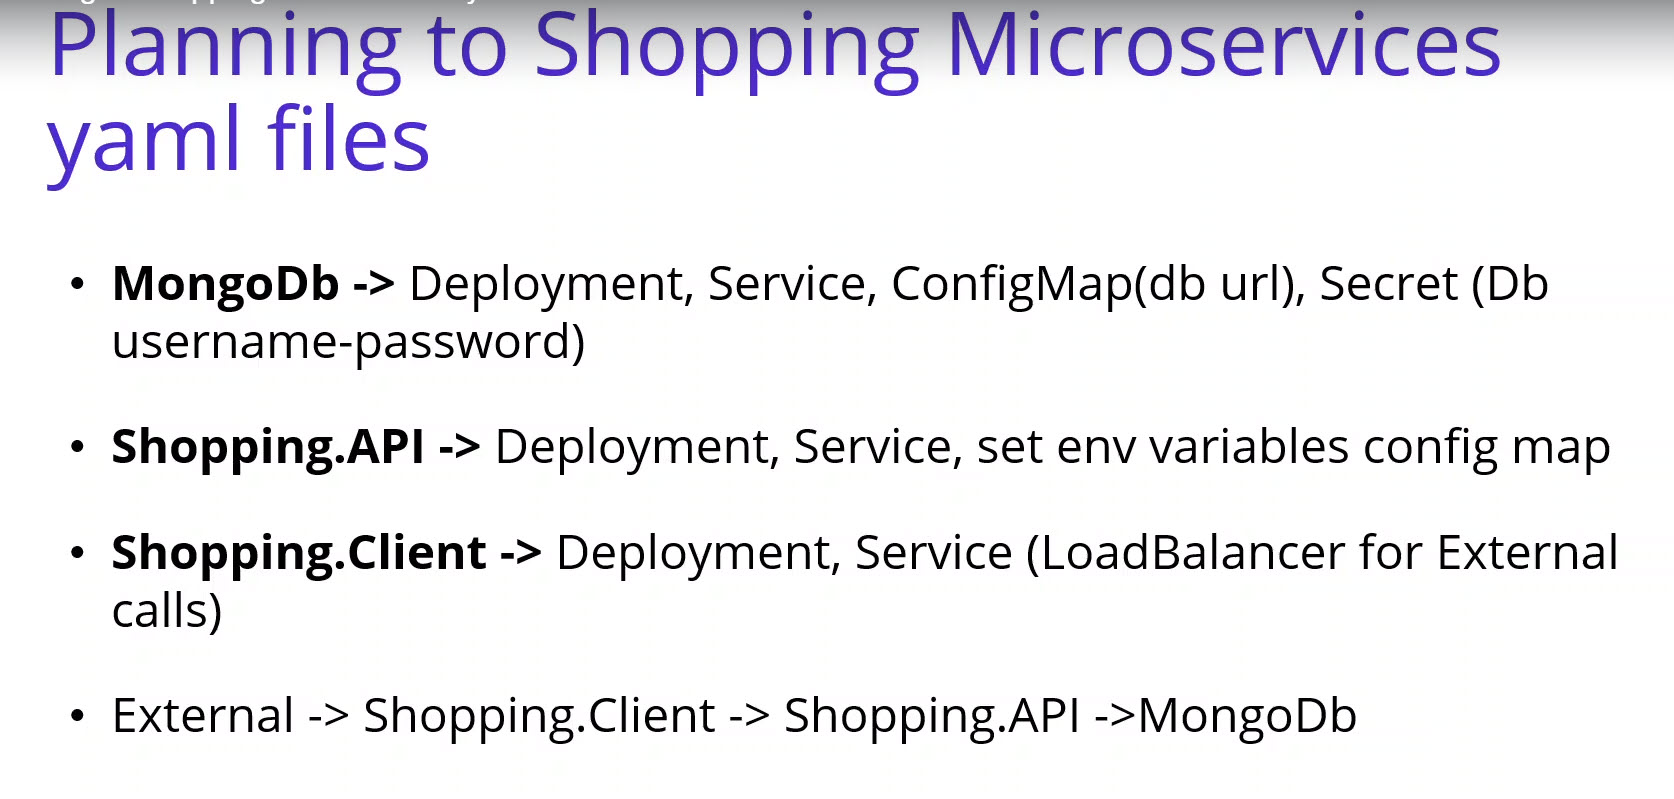 Planning to Shopping Microservices
yaml files
• MongoDb -> Deployment, Service, ConfigMap(db url), Secret (Db
username-password)
• Shopping.API -> Deployment, Service, set env variables config map
• Shopping.Client -> Deployment, Service (LoadBalancer for External
calls)
• External -> Shopping.Client -> Shopping.API ->MongoDb